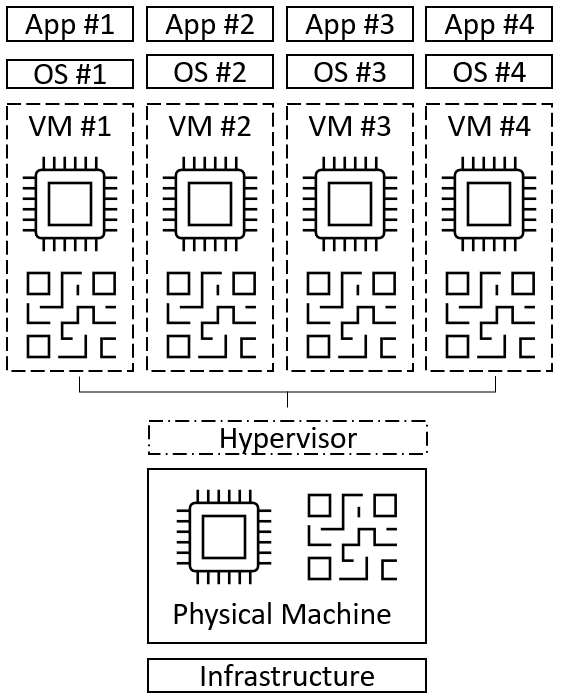 App #1 App #2 App #3 App #4
OS #1 OS #2 OS #3 OS #4
VM #1 VM #2 VM #3 VM #4
Hypervisor
Physical Machine
Infrastructure